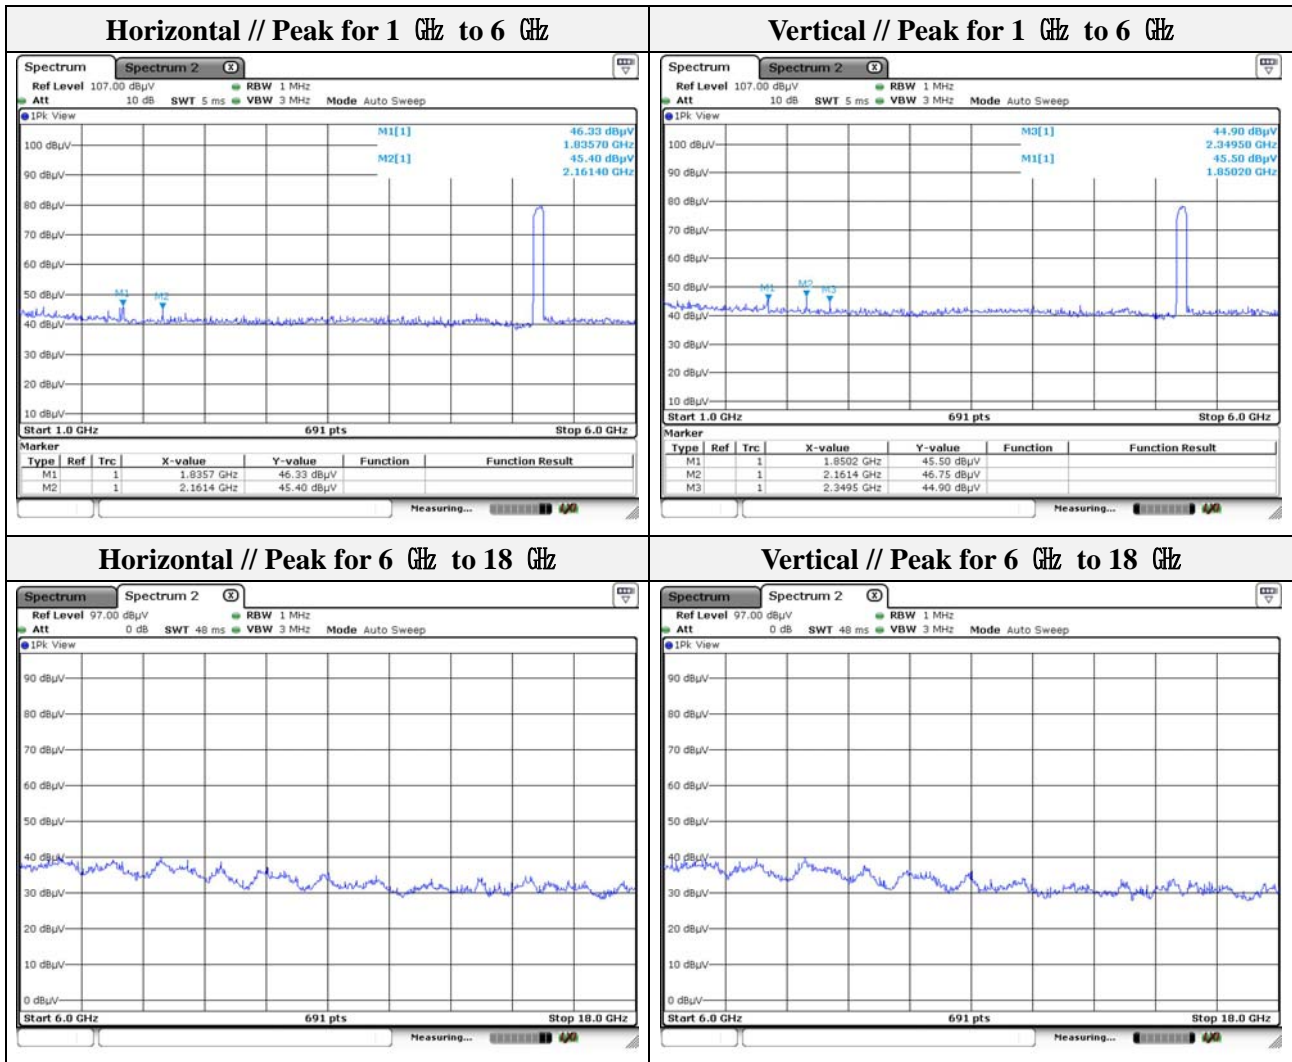 Horizontal // Peak for 1 ㎓ to 6 ㎓
Spectrum Spectrum 2 X
Ref Level 107.00 dBµV RBW 1 MHz
Att 10 dB SWT 5 ms VBW 3 MHz Mode Auto Sweep
1Pk View
M1[1] 46.33 dBµV
1.83570 GHz
M2[1] 45.40 dBµV
2.16140 GHz
100 dBµV
90 dBµV
80 dBµV
70 dBµV
60 dBµV
50 dBµV
M1 M2
40 dBµV
30 dBµV
20 dBµV
10 dBµV
Start 1.0 GHz 691 pts Stop 6.0 GHz
Marker
Type Ref Trc X-value Y-value Function Function Result
M1 1 1.8357 GHz 46.33 dBµV
M2 1 2.1614 GHz 45.40 dBµV
Measuring...
Vertical // Peak for 1 ㎓ to 6 ㎓
Spectrum Spectrum 2 X
Ref Level 107.00 dBµV RBW 1 MHz
Att 10 dB SWT 5 ms VBW 3 MHz Mode Auto Sweep
1Pk View
M3[1] 44.90 dBµV
2.34950 GHz
M1[1] 45.50 dBµV
1.85020 GHz
100 dBµV
90 dBµV
80 dBµV
70 dBµV
60 dBµV
50 dBµV
M1 M2 M3
40 dBµV
30 dBµV
20 dBµV
10 dBµV
Start 1.0 GHz 691 pts Stop 6.0 GHz
Marker
Type Ref Trc X-value Y-value Function Function Result
M1 1 1.8502 GHz 45.50 dBµV
M2 1 2.1614 GHz 46.75 dBµV
M3 1 2.3495 GHz 44.90 dBµV
Measuring...
Horizontal // Peak for 6 ㎓ to 18 ㎓
Spectrum Spectrum 2 X
Ref Level 97.00 dBµV RBW 1 MHz
Att 0 dB SWT 48 ms VBW 3 MHz Mode Auto Sweep
1Pk View
90 dBµV
80 dBµV
70 dBµV
60 dBµV
50 dBµV
40 dBµV
30 dBµV
20 dBµV
10 dBµV
0 dBµV
Start 6.0 GHz 691 pts Stop 18.0 GHz
Measuring...
Vertical // Peak for 6 ㎓ to 18 ㎓
Spectrum Spectrum 2 X
Ref Level 97.00 dBµV RBW 1 MHz
Att 0 dB SWT 48 ms VBW 3 MHz Mode Auto Sweep
1Pk View
90 dBµV
80 dBµV
70 dBµV
60 dBµV
50 dBµV
40 dBµV
30 dBµV
20 dBµV
10 dBµV
0 dBµV
Start 6.0 GHz 691 pts Stop 18.0 GHz
Measuring...